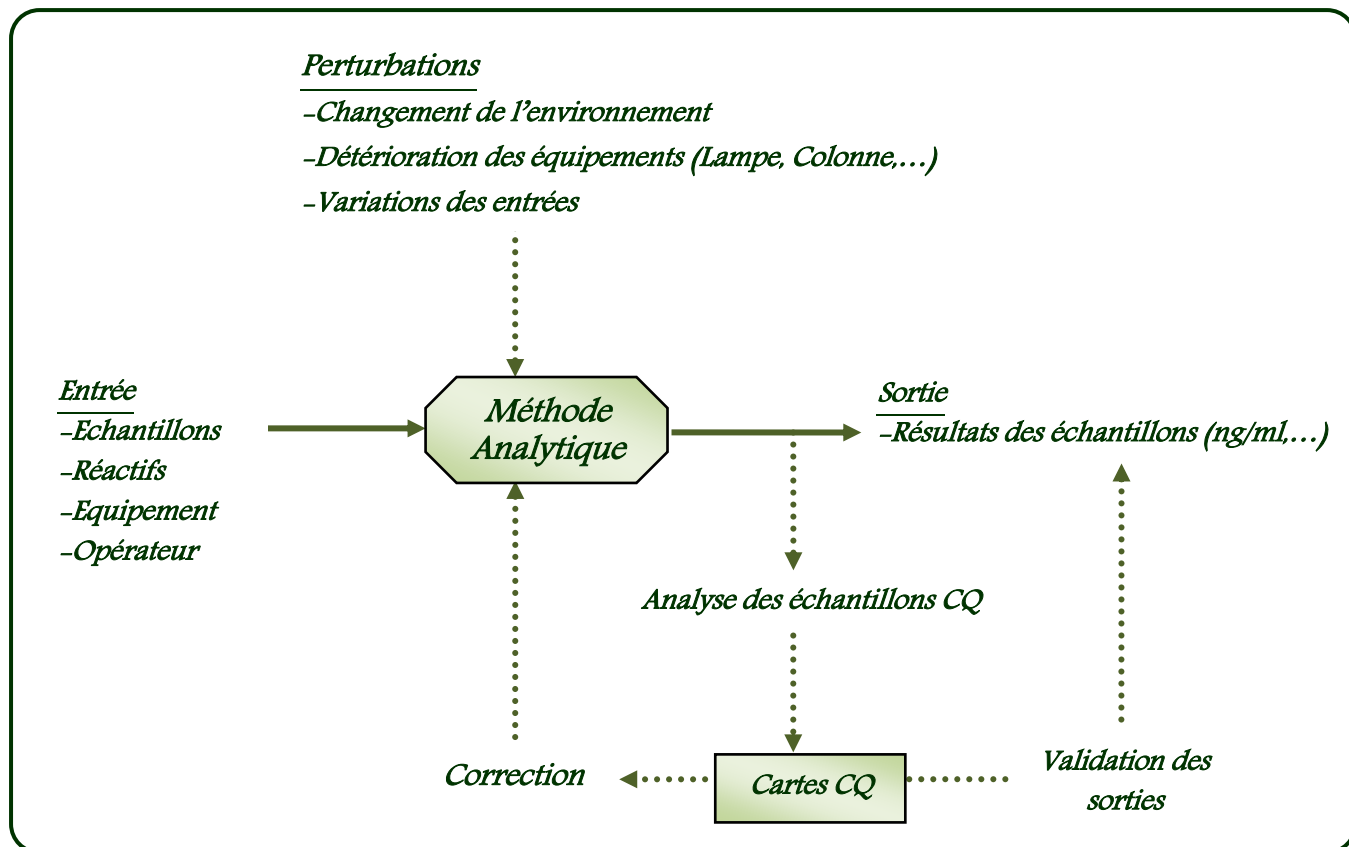 Perturbations
-Changement de l'environnement
-Détérioration des équipements (Lampe, Colonne,…)
-Variations des entrées
Entrée
-Echantillons
-Réactifs
-Equipement
-Opérateur
Méthode
Analytique
Sortie
-Résultats des échantillons (ng/ml,…)
Analyse des échantillons CQ
Correction
Cartes CQ
Validation des
sorties